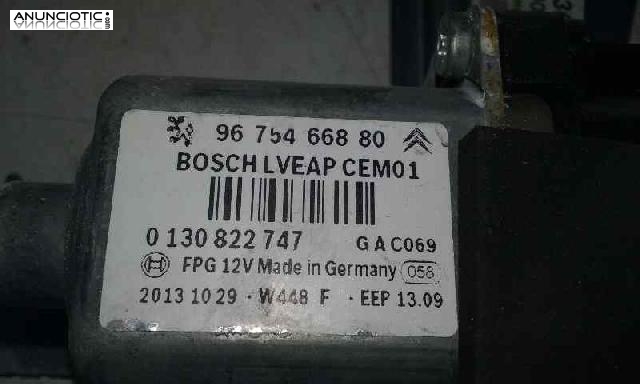 ANUNCIOTIC.com
96 754 668 80
BOSCH LVEAP CEM01
0 130 822 747 G A C069
FPG 12V Made in Germany 058
2013 10 29 · W448 F · EEP 13.09